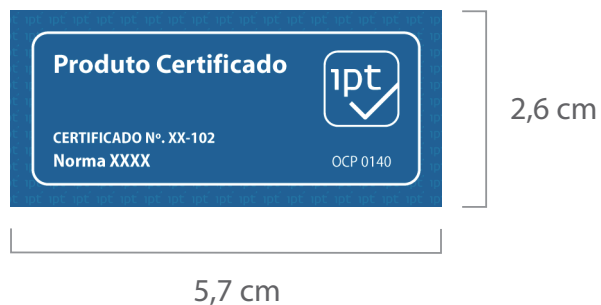 Produto Certificado
ipt
CERTIFICADO Nº. XX-102
Norma XXXX
OCP 0140
2,6 cm
5,7 cm